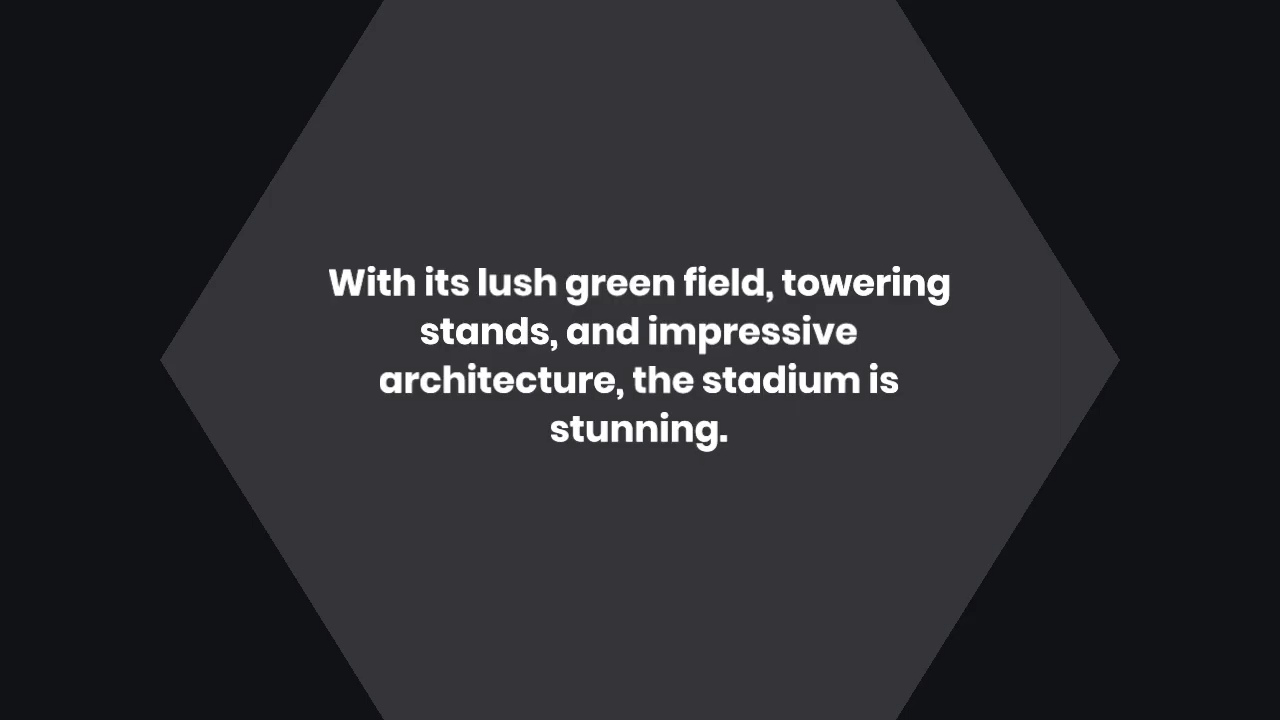 With its lush green field, towering
stands, and impressive
architecture, the stadium is
stunning.